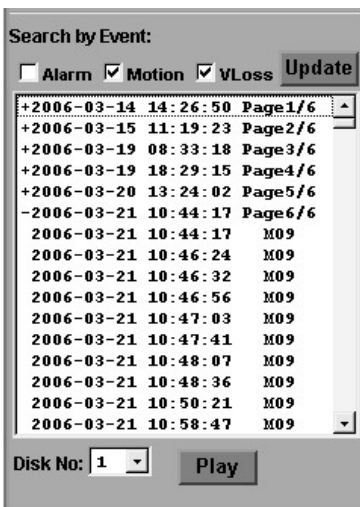 Search by Event:
Alarm Motion VLoss Update
+2006-03-14 14:26:50 Page1/6
+2006-03-15 11:19:23 Page2/6
+2006-03-19 08:33:18 Page3/6
+2006-03-19 18:29:15 Page4/6
+2006-03-20 13:24:02 Page5/6
-2006-03-21 10:44:17 Page6/6
2006-03-21 10:44:17 M09
2006-03-21 10:46:24 M09
2006-03-21 10:46:32 M09
2006-03-21 10:46:56 M09
2006-03-21 10:47:03 M09
2006-03-21 10:47:41 M09
2006-03-21 10:48:07 M09
2006-03-21 10:48:36 M09
2006-03-21 10:50:21 M09
2006-03-21 10:58:47 M09
Disk No: 1 Play